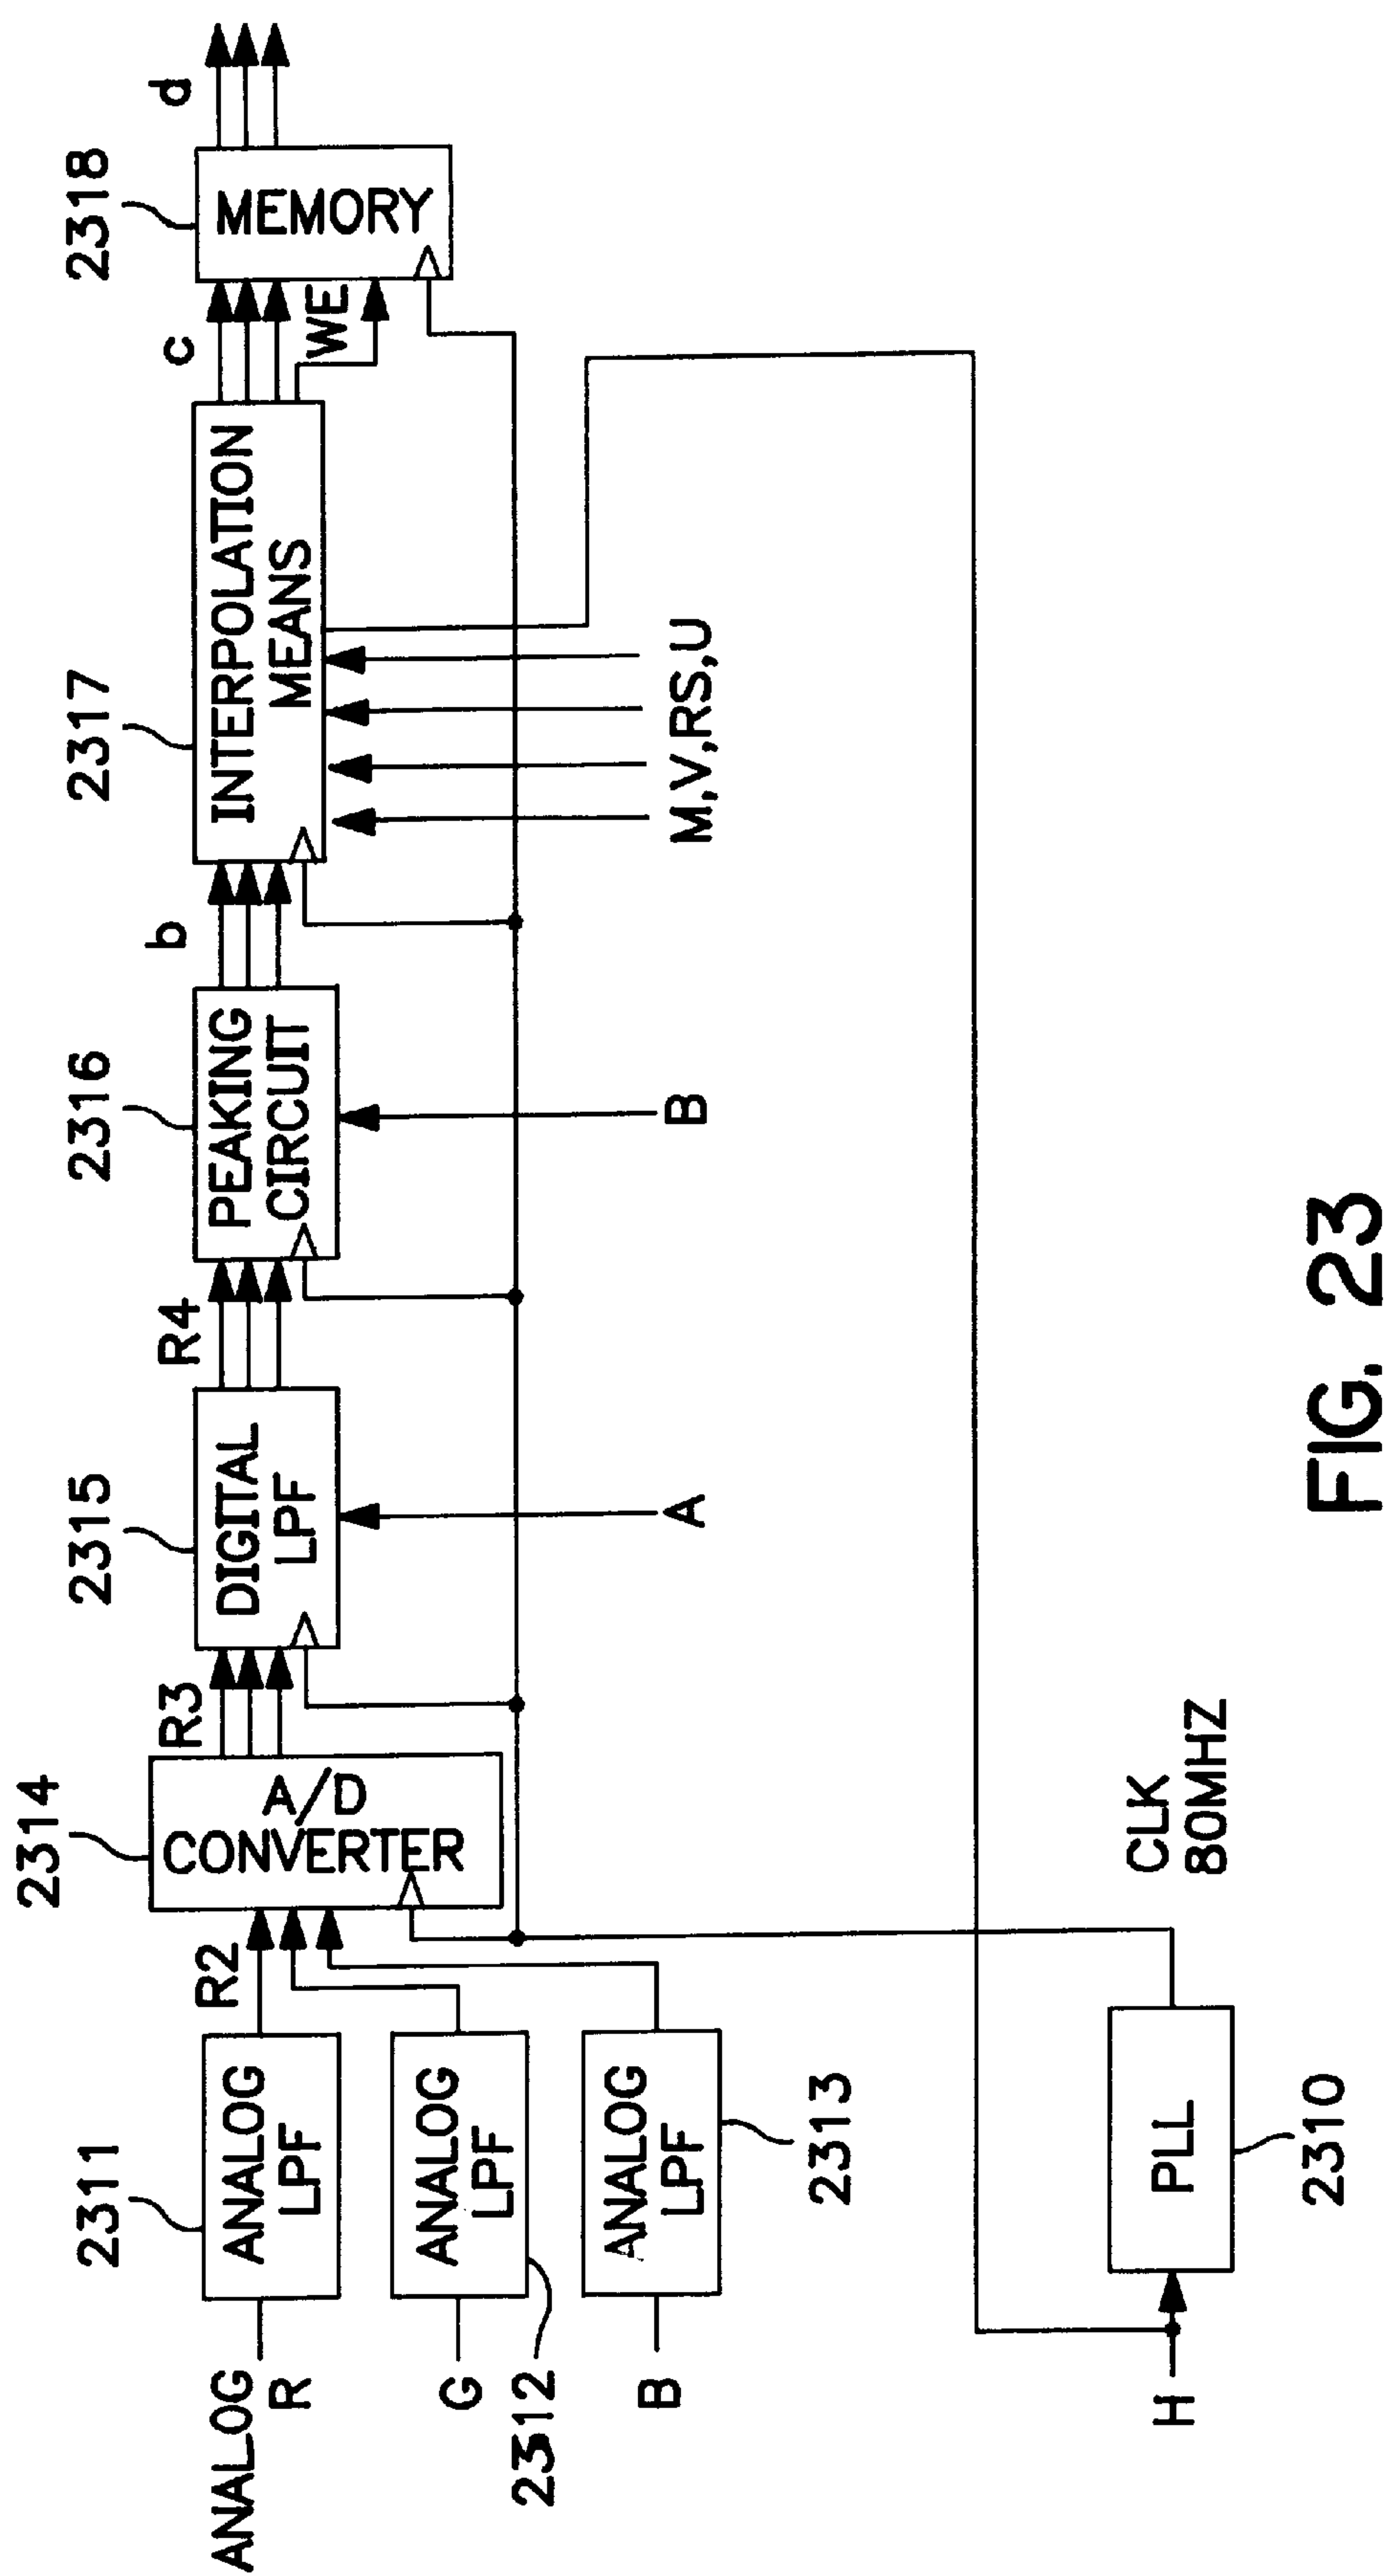 2311
ANALOG
R
ANALOG
LPF
G
ANALOG
LPF
2312
B
ANALOG
LPF
2313
R2
2314
A/D
CONVERTER
R3
2315
DIGITAL
LPF
A
R4
2316
PEAKING
CIRCUIT
B
b
2317
INTERPOLATION
MEANS
M,V,RS,U
c
WE
2318
MEMORY
d
H
PLL
2310
CLK
80MHZ
FIG. 23